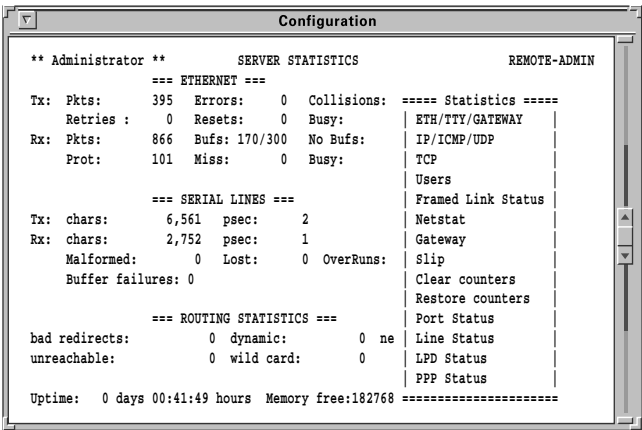 Configuration
** Administrator ** SERVER STATISTICS REMOTE-ADMIN
=== ETHERNET ===
Tx: Pkts: 395 Errors: 0 Collisions: ===== Statistics =====
Retries : 0 Resets: 0 Busy: | ETH/TTY/GATEWAY |
Rx: Pkts: 866 Bufs: 170/300 No Bufs: | IP/ICMP/UDP |
Prot: 101 Miss: 0 Busy: | TCP |
| Users |
=== SERIAL LINES === | Framed Link Status |
Tx: chars: 6,561 psec: 2 | Netstat |
Rx: chars: 2,752 psec: 1 | Gateway |
Malformed: 0 Lost: 0 OverRuns: | Slip |
Buffer failures: 0 | Clear counters |
| Restore counters |
=== ROUTING STATISTICS === | Port Status |
bad redirects: 0 dynamic: 0 ne | Line Status |
unreachable: 0 wild card: 0 | LPD Status |
| PPP Status |
Uptime: 0 days 00:41:49 hours Memory free:182768 =======================